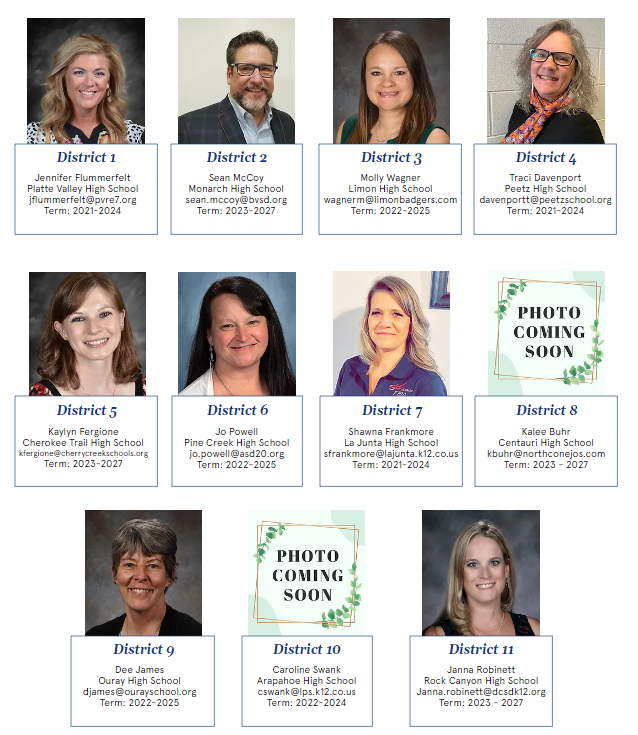 District 1
Jennifer Flummerfelt
Platte Valley High School
jflummerfelt@pvre7.org
Term: 2021-2024
District 2
Sean McCoy
Monarch High School
sean.mccoy@bvsd.org
Term: 2023-2027
District 3
Molly Wagner
Limon High School
wagnerm@limonbadgers.com
Term: 2022-2025
District 4
Traci Davenport
Peetz High School
davenportt@peetzschool.org
Term: 2021-2024
District 5
Kaylyn Fergione
Cherokee Trail High School
kfergione@cherrycreekschools.org
Term: 2023-2027
District 6
Jo Powell
Pine Creek High School
jo.powell@asd20.org
Term: 2022-2025
District 7
Shawna Frankmore
La Junta High School
sfrankmore@lajunta.k12.co.us
Term: 2021-2024
PHOTO
COMING
SOON
District 8
Kalee Buhr
Centauri High School
kbuhr@northconejos.com
Term: 2023 - 2027
District 9
Dee James
Ouray High School
djames@ourayschool.org
Term: 2022-2025
PHOTO
COMING
SOON
District 10
Caroline Swank
Arapahoe High School
cswank@lps.k12.co.us
Term: 2022-2024
District 11
Janna Robinett
Rock Canyon High School
Janna.robinett@dcsdk12.org
Term: 2023 - 2027